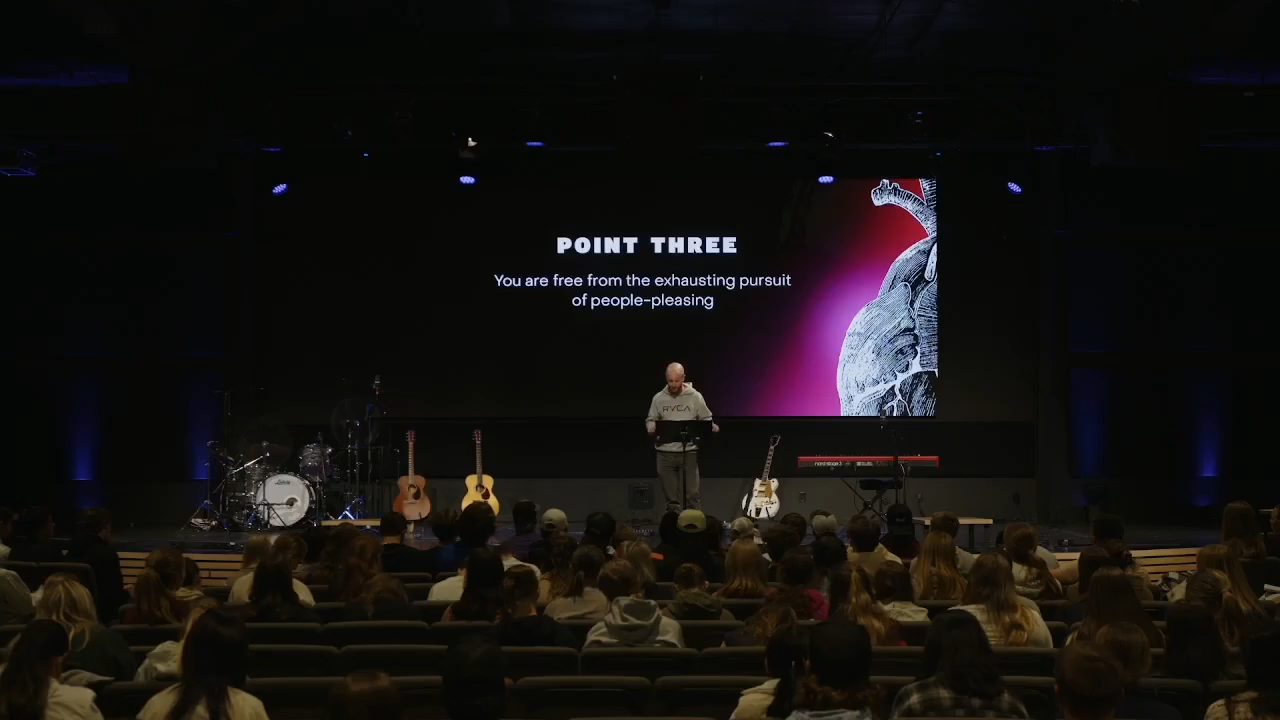 POINT THREE
You are free from the exhausting pursuit
of people-pleasing
RVCA